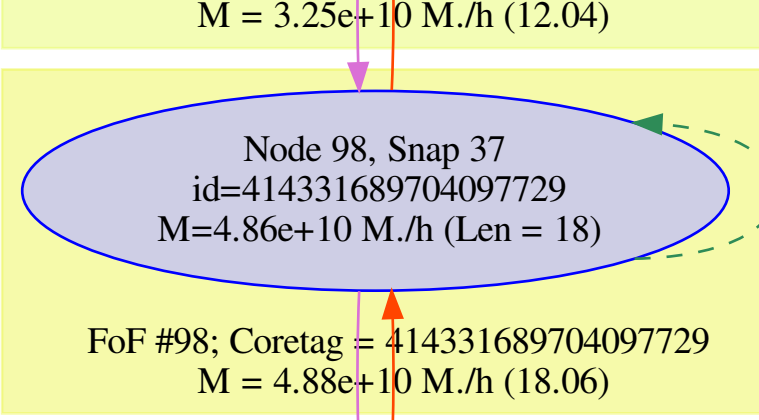 M = 3.25e+10 M./h (12.04)
Node 98, Snap 37
id=414331689704097729
M=4.86e+10 M./h (Len = 18)
FoF #98; Coretag = 414331689704097729
M = 4.88e+10 M./h (18.06)